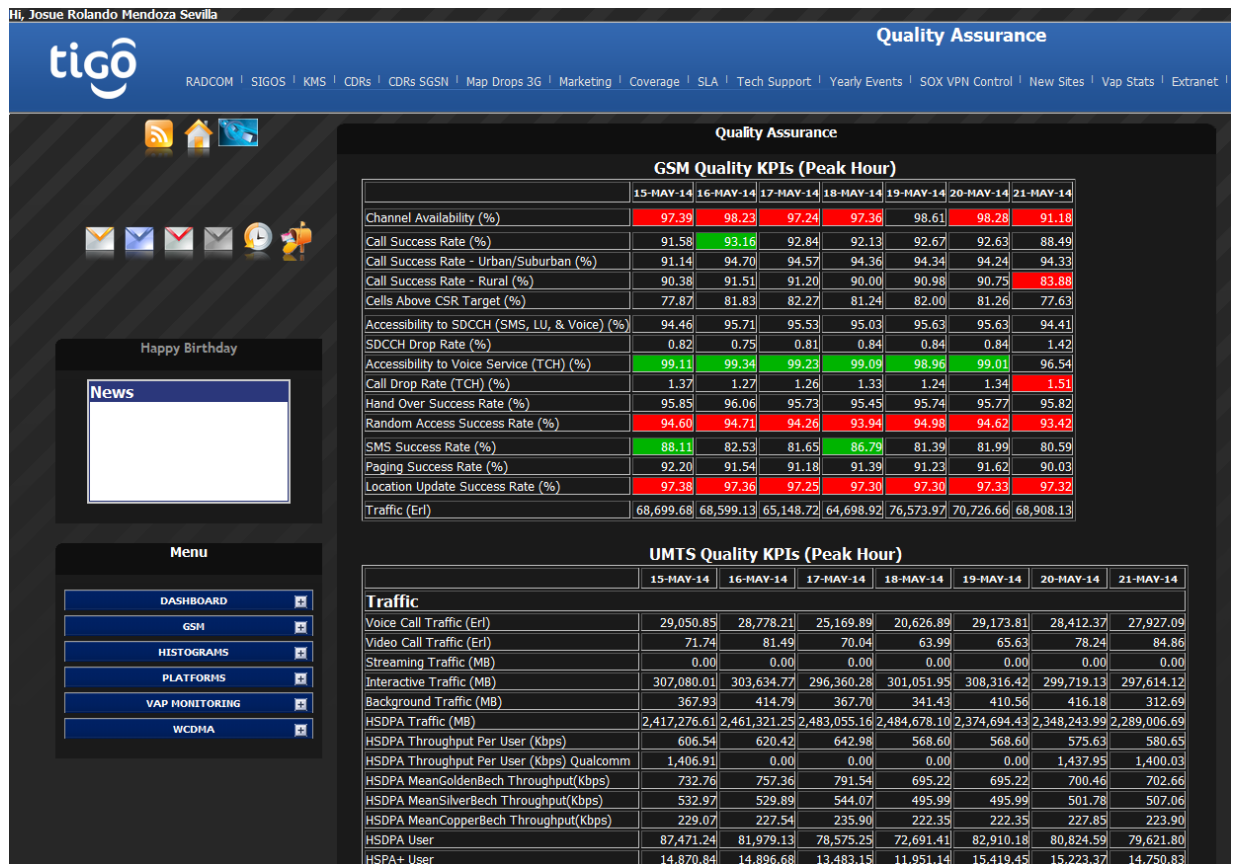 Hi, Josue Rolando Mendoza Sevilla
tigo
Quality Assurance
RADCOM | SIGOS | KMS | CDRs | CDRs SGSN | Map Drops 3G | Marketing | Coverage | SLA | Tech Support | Yearly Events | SOX VPN Control | New Sites | Vap Stats | Extranet |
Happy Birthday
News
Menu
DASHBOARD
GSM
HISTOGRAMS
PLATFORMS
VAP MONITORING
WCDMA
Quality Assurance
GSM Quality KPIs (Peak Hour)
15-MAY-14 16-MAY-14 17-MAY-14 18-MAY-14 19-MAY-14 20-MAY-14 21-MAY-14
Channel Availability (%) 97.39 98.23 97.24 97.36 98.61 98.28 91.18
Call Success Rate (%) 91.58 93.16 92.84 92.13 92.67 92.63 88.49
Call Success Rate - Urban/Suburban (%) 91.14 94.70 94.57 94.36 94.34 94.24 94.33
Call Success Rate - Rural (%) 90.38 91.51 91.20 90.00 90.98 90.75 83.88
Cells Above CSR Target (%) 77.87 81.83 82.27 81.24 82.00 81.26 77.63
Accessibility to SDCCH (SMS, LU, & Voice) (%) 94.46 95.71 95.53 95.03 95.63 95.63 94.41
SDCCH Drop Rate (%) 0.82 0.75 0.81 0.84 0.84 0.84 1.42
Accessibility to Voice Service (TCH) (%) 99.11 99.34 99.23 99.09 98.96 99.01 96.54
Call Drop Rate (TCH) (%) 1.37 1.27 1.26 1.33 1.24 1.34 1.51
Hand Over Success Rate (%) 95.85 96.06 95.73 95.45 95.74 95.77 95.82
Random Access Success Rate (%) 94.60 94.71 94.26 93.94 94.98 94.62 93.42
SMS Success Rate (%) 88.11 82.53 81.65 86.79 81.39 81.99 80.59
Paging Success Rate (%) 92.20 91.54 91.18 91.39 91.23 91.62 90.03
Location Update Success Rate (%) 97.38 97.36 97.25 97.30 97.30 97.33 97.32
Traffic (Erl) 68,699.68 68,599.13 65,148.72 64,698.92 76,573.97 70,726.66 68,908.13
UMTS Quality KPIs (Peak Hour)
15-MAY-14 16-MAY-14 17-MAY-14 18-MAY-14 19-MAY-14 20-MAY-14 21-MAY-14
Traffic
Voice Call Traffic (Erl) 29,050.85 28,778.21 25,169.89 20,626.89 29,173.81 28,412.37 27,927.09
Video Call Traffic (Erl) 71.74 81.49 70.04 63.99 65.63 78.24 84.86
Streaming Traffic (MB) 0.00 0.00 0.00 0.00 0.00 0.00 0.00
Interactive Traffic (MB) 307,080.01 303,634.77 296,360.28 301,051.95 308,316.42 299,719.13 297,614.12
Background Traffic (MB) 367.93 414.79 367.70 341.43 410.56 416.18 312.69
HSDPA Traffic (MB) 2,417,276.61 2,461,321.25 2,483,055.16 2,484,678.10 2,374,694.43 2,348,243.99 2,289,006.69
HSDPA Throughput Per User (Kbps) 606.54 620.42 642.98 568.60 568.60 575.63 580.65
HSDPA Throughput Per User (Kbps) Qualcomm 1,406.91 0.00 0.00 0.00 0.00 1,437.95 1,400.03
HSDPA MeanGoldenBech Throughput(Kbps) 732.76 757.36 791.54 695.22 695.22 700.46 702.66
HSDPA MeanSilverBech Throughput(Kbps) 532.97 529.89 544.07 495.99 495.99 501.78 507.06
HSDPA MeanCopperBech Throughput(Kbps) 229.07 227.54 235.90 222.35 222.35 227.85 223.90
HSDPA User 87,471.24 81,979.13 78,575.25 72,691.41 82,910.18 80,824.59 79,621.80
HSPA+ User 14,870.84 14,896.68 13,483.15 11,951.14 15,419.45 15,223.37 14,750.83